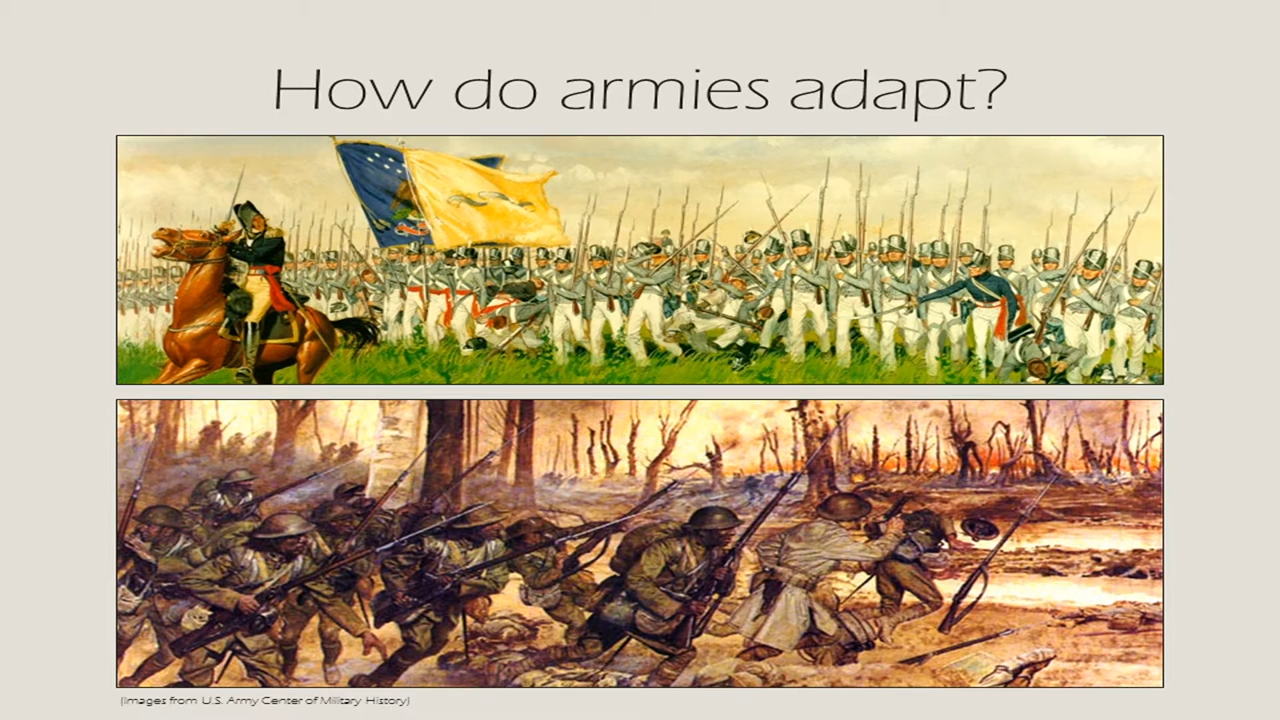 How do armies adapt?
(Images from U.S. Army Center of Military History)